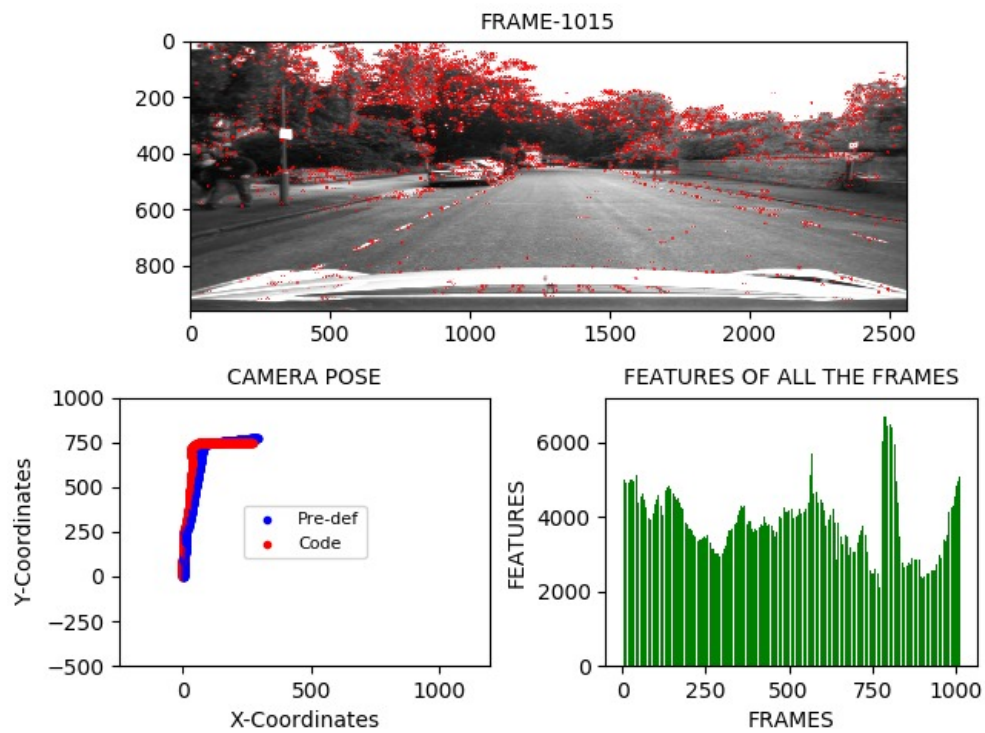 FRAME-1015
0
200
400
600
800
0 500 1000 1500 2000 2500
CAMERA POSE
Y-Coordinates
1000
750
500
250
0
−250
−500
0 500 1000
X-Coordinates
Pre-def
Code
FEATURES OF ALL THE FRAMES
FEATURES
6000
4000
2000
0
0 250 500 750 1000
FRAMES